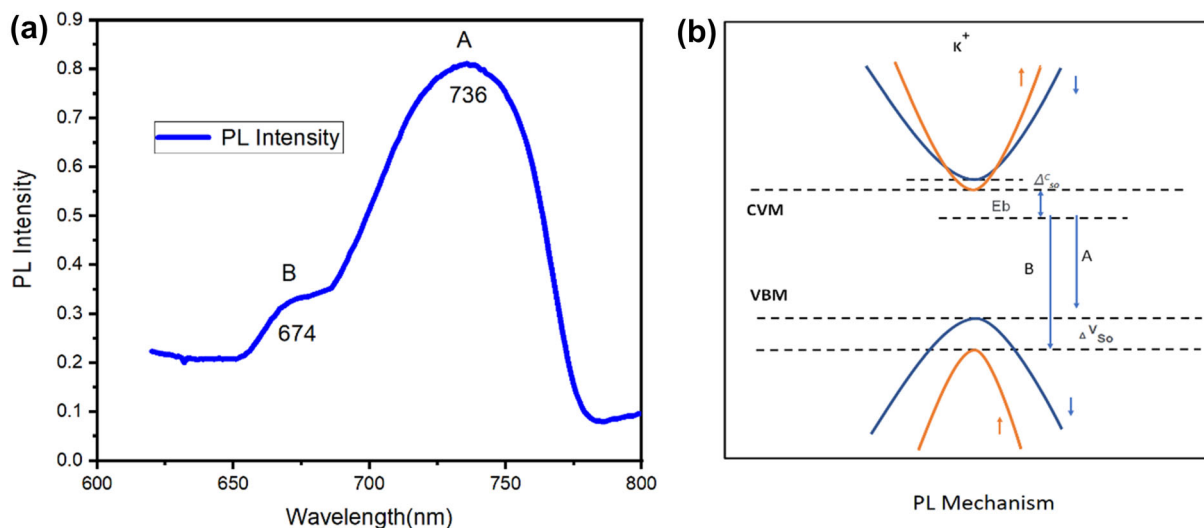 (a)
0.9
0.8
0.7
0.6
0.5
0.4
0.3
0.2
0.1
0.0
PL Intensity
A
736
PL Intensity
B
674
600
650
700
750
800
Wavelength(nm)
(b)
K⁺
Δᶜso
CVM
Eb
B
A
VBM
ΔVSo
PL Mechanism